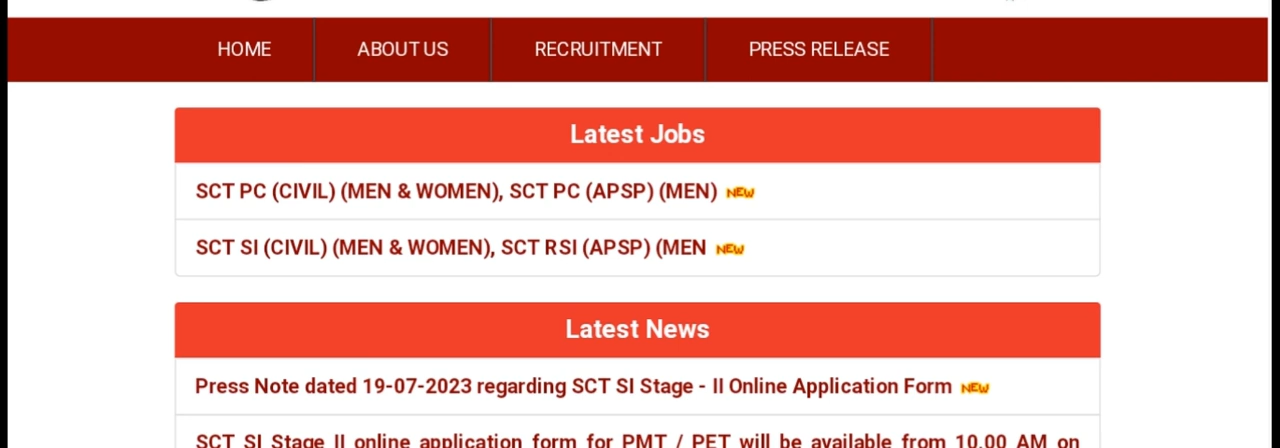 HOME ABOUT US RECRUITMENT PRESS RELEASE
Latest Jobs
SCT PC (CIVIL) (MEN & WOMEN), SCT PC (APSP) (MEN) NEW
SCT SI (CIVIL) (MEN & WOMEN), SCT RSI (APSP) (MEN NEW
Latest News
Press Note dated 19-07-2023 regarding SCT SI Stage - II Online Application Form NEW
SCT SI Stage II online application form for PMT / PET will be available from 10.00 AM on